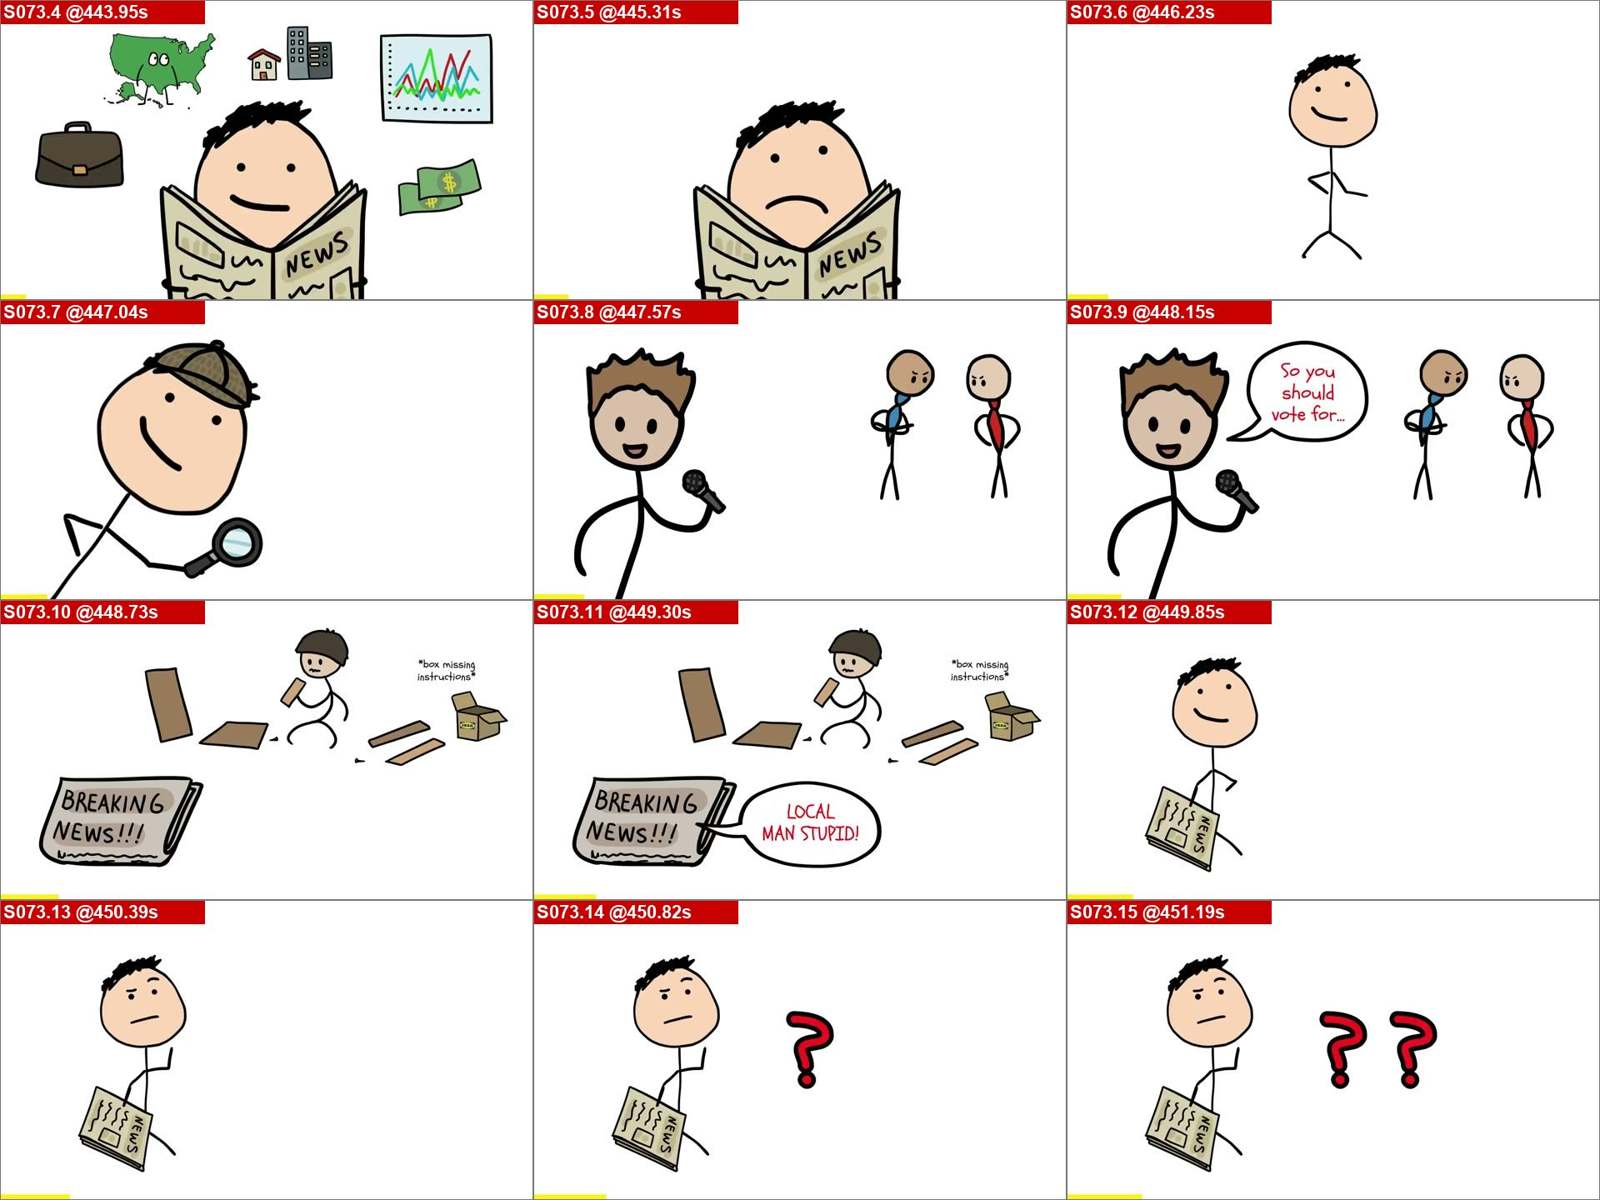 S073.4 @443.95s
NEWS
S073.5 @445.31s
NEWS
S073.6 @446.23s
S073.7 @447.04s
S073.8 @447.57s
S073.9 @448.15s
So you
should
vote for...
S073.10 @448.73s
*box missing
instructions*
BREAKING
NEWS!!!
S073.11 @449.30s
*box missing
instructions*
BREAKING
NEWS!!!
LOCAL
MAN STUPID!
S073.12 @449.85s
NEWS
S073.13 @450.39s
NEWS
S073.14 @450.82s
NEWS
?
S073.15 @451.19s
NEWS
? ?